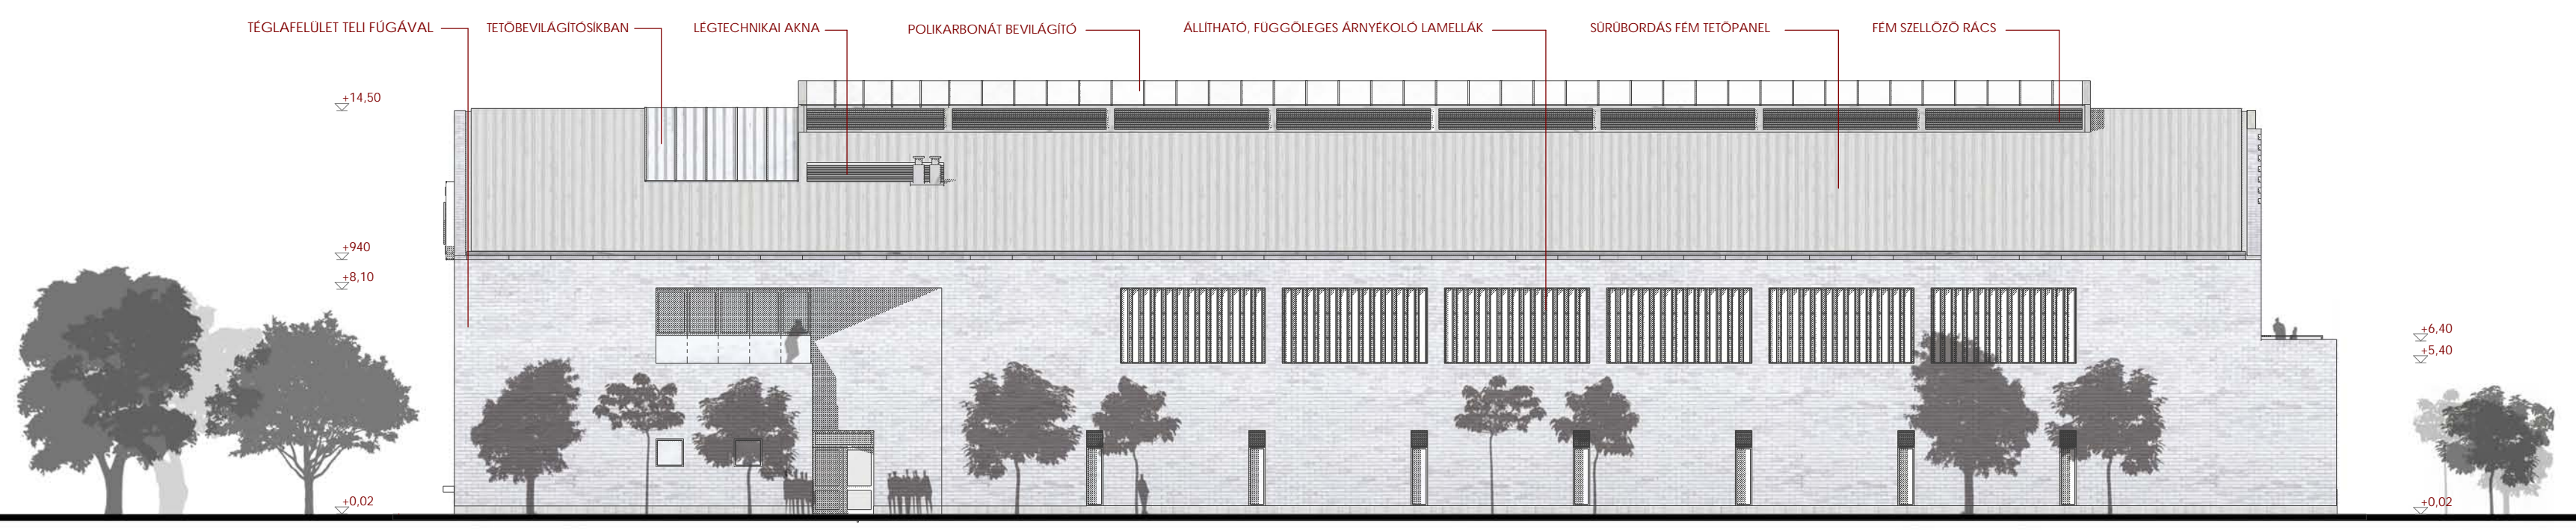 TÉGLAFELÜLET TELI FÚGÁVAL
TETŐBEVILÁGÍTÓSÍKBAN
LÉGTECHNIKAI AKNA
POLIKARBONÁT BEVILÁGÍTÓ
ÁLLÍTHATÓ, FÜGGŐLEGES ÁRNYÉKOLÓ LAMELLÁK
SŰRŰBORDÁS FÉM TETŐPANEL
FÉM SZELLŐZŐ RÁCS
+14,50
+940
+8,10
+6,40
+5,40
+0,02
+0,02